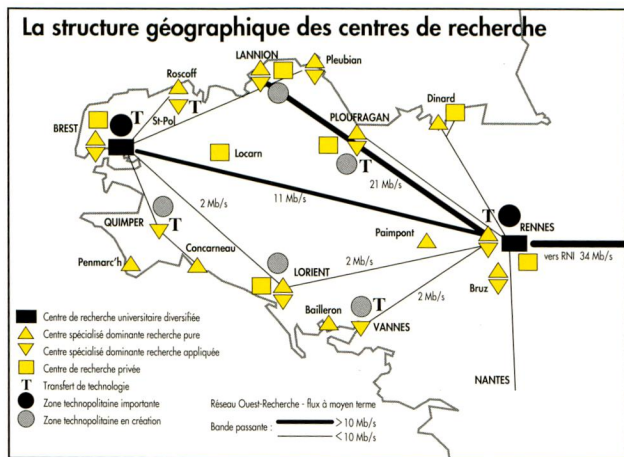 La structure géographique des centres de recherche
LANNION
Pleubian
Roscoff
T
St-Pol
T
BREST
PLOUFRAGAN
T
Dinard
Locarn
21 Mb/s
11 Mb/s
2 Mb/s
QUIMPER
T
Penmarc'h
Concarneau
LORIENT
2 Mb/s
Paimpont
T
RENNES
vers RNI 34 Mb/s
Bruz
2 Mb/s
Bailleron
T
VANNES
NANTES
Centre de recherche universitaire diversifiée
Centre spécialisé dominante recherche pure
Centre spécialisé dominante recherche appliquée
Centre de recherche privée
T Transfert de technologie
Zone technopolitaine importante
Zone technopolitaine en création
Réseau Ouest-Recherche - flux à moyen terme
Bande passante : > 10 Mb/s
< 10 Mb/s